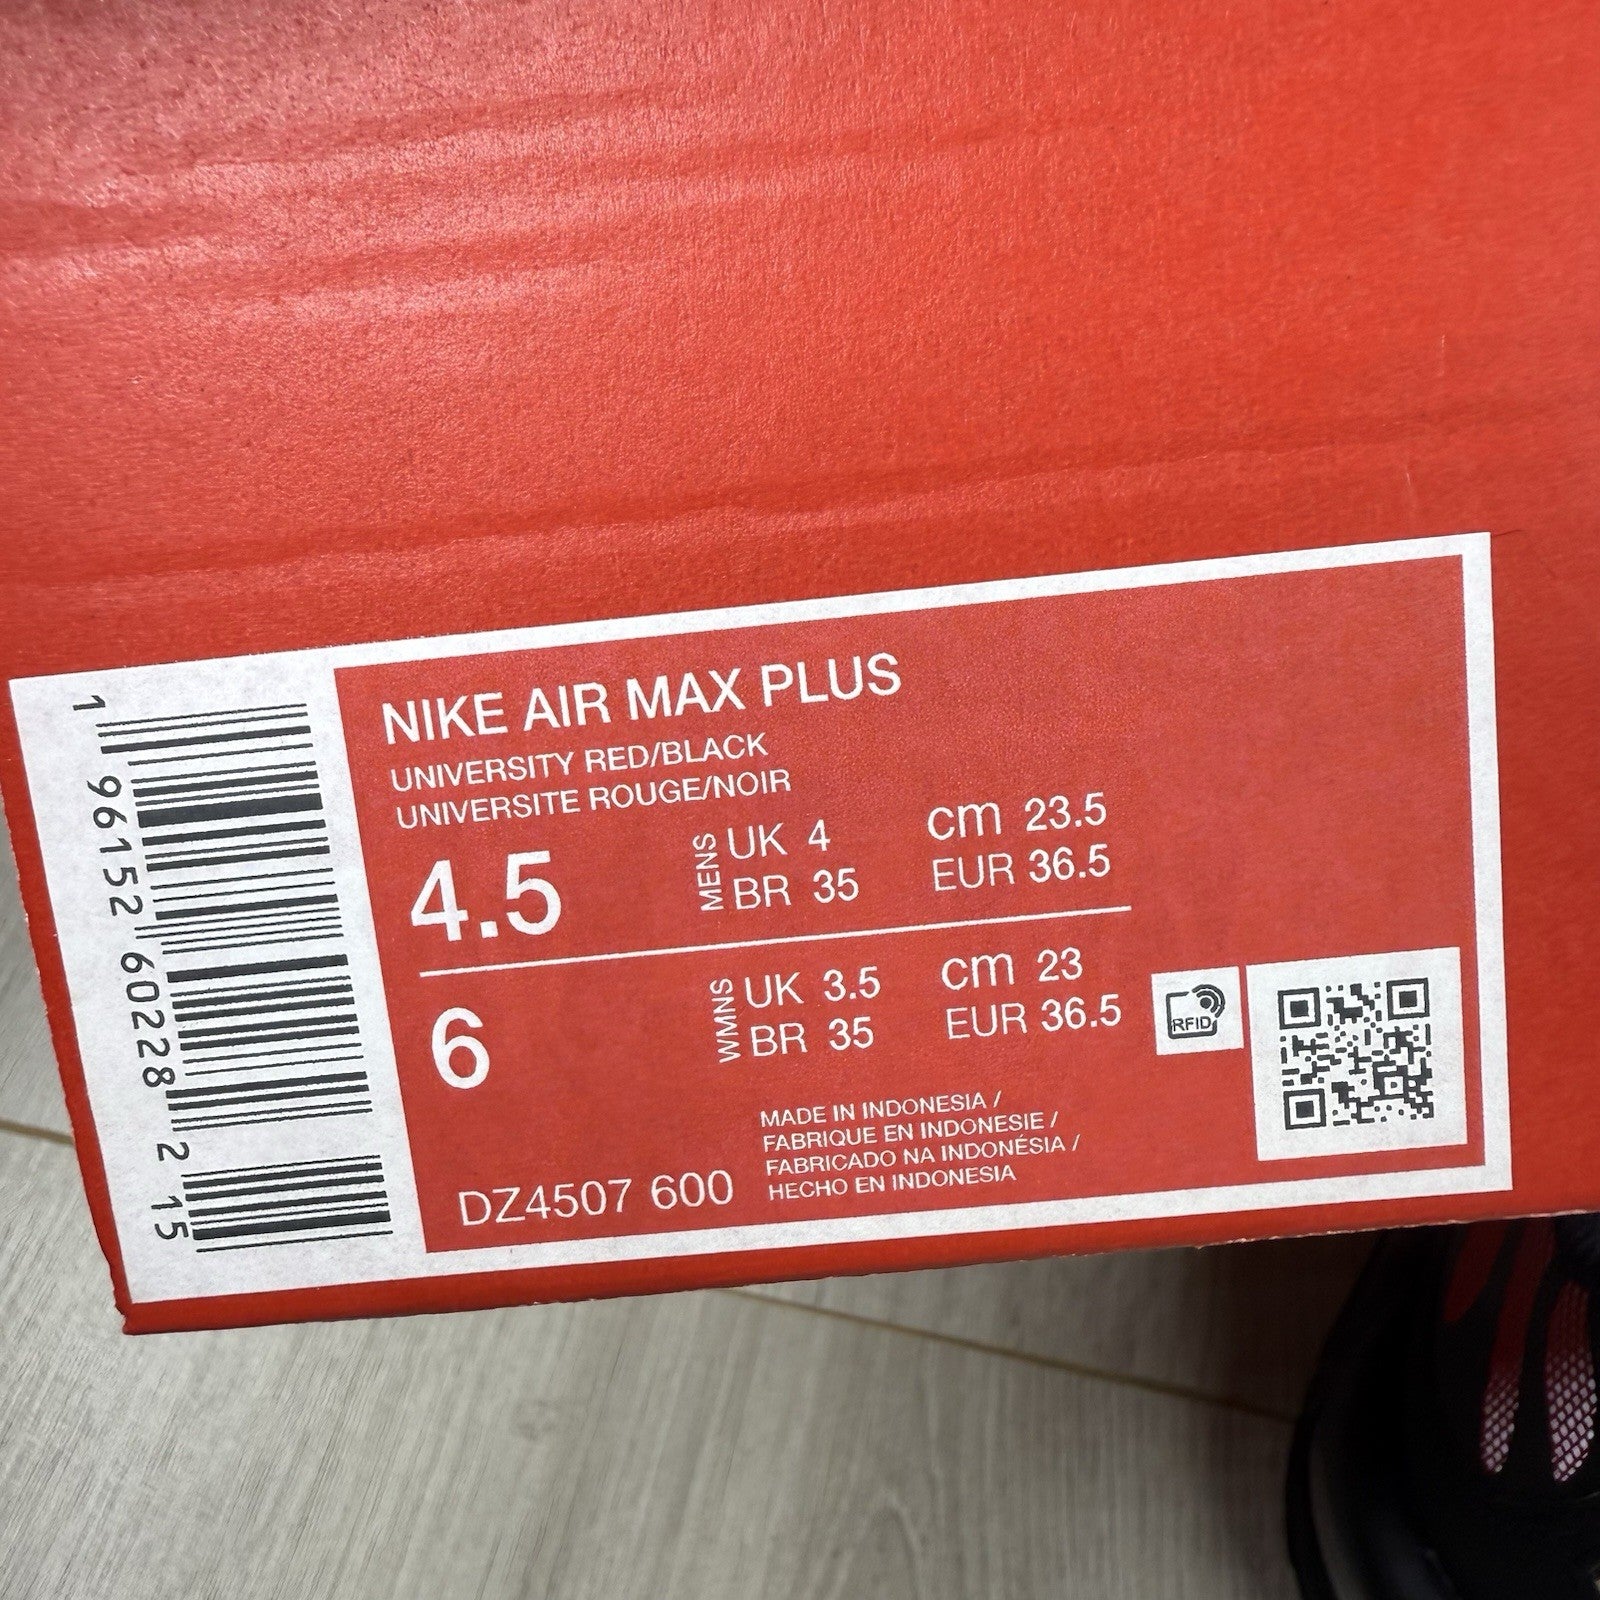 NIKE AIR MAX PLUS
UNIVERSITY RED/BLACK
UNIVERSITE ROUGE/NOIR
4.5 MENS UK 4 cm 23.5
BR 35 EUR 36.5
6 WMNS UK 3.5 cm 23
BR 35 EUR 36.5
RFID
MADE IN INDONESIA /
FABRIQUE EN INDONESIE /
FABRICADO NA INDONÉSIA /
HECHO EN INDONESIA
DZ4507 600
1 96152 60228 2 15